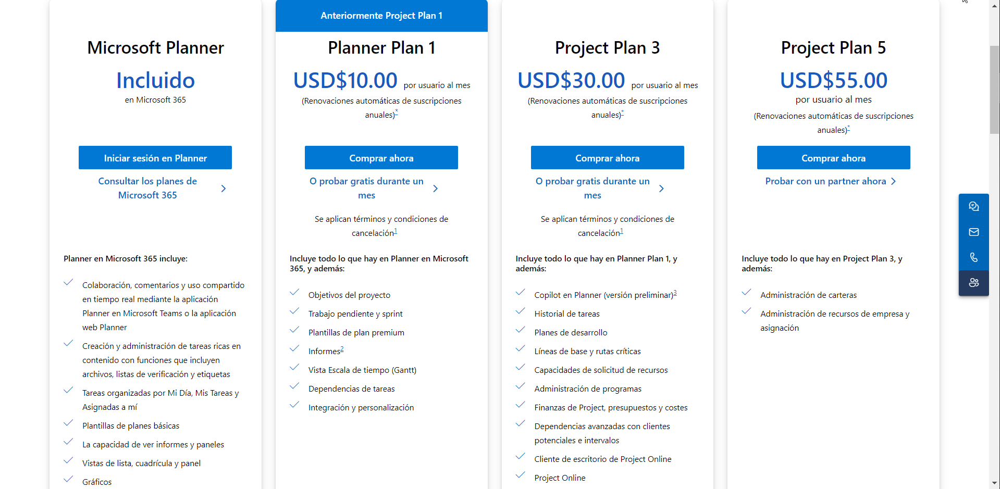 Microsoft Planner
Incluido
en Microsoft 365
Iniciar sesión en Planner
Consultar los planes de
Microsoft 365
Planner en Microsoft 365 incluye:
Colaboración, comentarios y uso compartido
en tiempo real mediante la aplicación
Planner en Microsoft Teams o la aplicación
web Planner
Creación y administración de tareas ricas en
contenido con funciones que incluyen
archivos, listas de verificación y etiquetas
Tareas organizadas por Mi Día, Mis Tareas y
Asignadas a mí
Plantillas de planes básicas
La capacidad de ver informes y paneles
Vistas de lista, cuadrícula y panel
Gráficos
Anteriormente Project Plan 1
Planner Plan 1
USD$10.00 por usuario al mes
(Renovaciones automáticas de suscripciones
anuales)*
Comprar ahora
O probar gratis durante un
mes
Se aplican términos y condiciones de
cancelación1
Incluye todo lo que hay en Planner en Microsoft
365, y además:
Objetivos del proyecto
Trabajo pendiente y sprint
Plantillas de plan premium
Informes2
Vista Escala de tiempo (Gantt)
Dependencias de tareas
Integración y personalización
Project Plan 3
USD$30.00 por usuario al mes
(Renovaciones automáticas de suscripciones
anuales)*
Comprar ahora
O probar gratis durante un
mes
Se aplican términos y condiciones de
cancelación1
Incluye todo lo que hay en Planner Plan 1, y
además:
Copilot en Planner (versión preliminar)3
Historial de tareas
Planes de desarrollo
Líneas de base y rutas críticas
Capacidades de solicitud de recursos
Administración de programas
Finanzas de Project, presupuestos y costes
Dependencias avanzadas con clientes
potenciales e intervalos
Cliente de escritorio de Project Online
Project Online
Project Plan 5
USD$55.00
por usuario al mes
(Renovaciones automáticas de suscripciones
anuales)*
Comprar ahora
Probar con un partner ahora
Incluye todo lo que hay en Project Plan 3, y
además:
Administración de carteras
Administración de recursos de empresa y
asignación